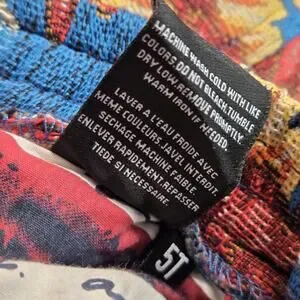 MACHINE WASH COLD WITH LIKE
COLORS.DO NOT BLEACH.TUMBLE
DRY LOW.REMOVE PROMPTLY.
WARM IRON IF NEEDED.
LAVER A L'EAU FROIDE AVEC
MEME COULEURS.JAVEL INTERDIT.
SECHAGE MACHINE FAIBLE.
ENLEVER RAPIDEMENT.REPASSER
TIEDE SI NECESSAIRE.
5T